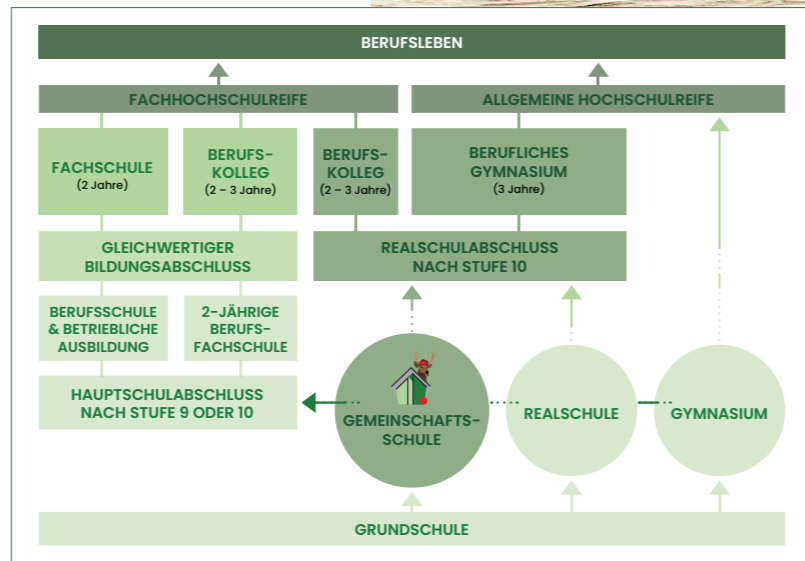 BERUFSLEBEN
FACHHOCHSCHULREIFE
ALLGEMEINE HOCHSCHULREIFE
FACHSCHULE
(2 Jahre)
BERUFS-
KOLLEG
(2 – 3 Jahre)
BERUFS-
KOLLEG
(2 – 3 Jahre)
BERUFLICHES
GYMNASIUM
(3 Jahre)
GLEICHWERTIGER
BILDUNGSABSCHLUSS
REALSCHULABSCHLUSS
NACH STUFE 10
BERUFSSCHULE
& BETRIEBLICHE
AUSBILDUNG
2-JÄHRIGE
BERUFS-
FACHSCHULE
HAUPTSCHULABSCHLUSS
NACH STUFE 9 ODER 10
GEMEINSCHAFTS-
SCHULE
REALSCHULE
GYMNASIUM
GRUNDSCHULE